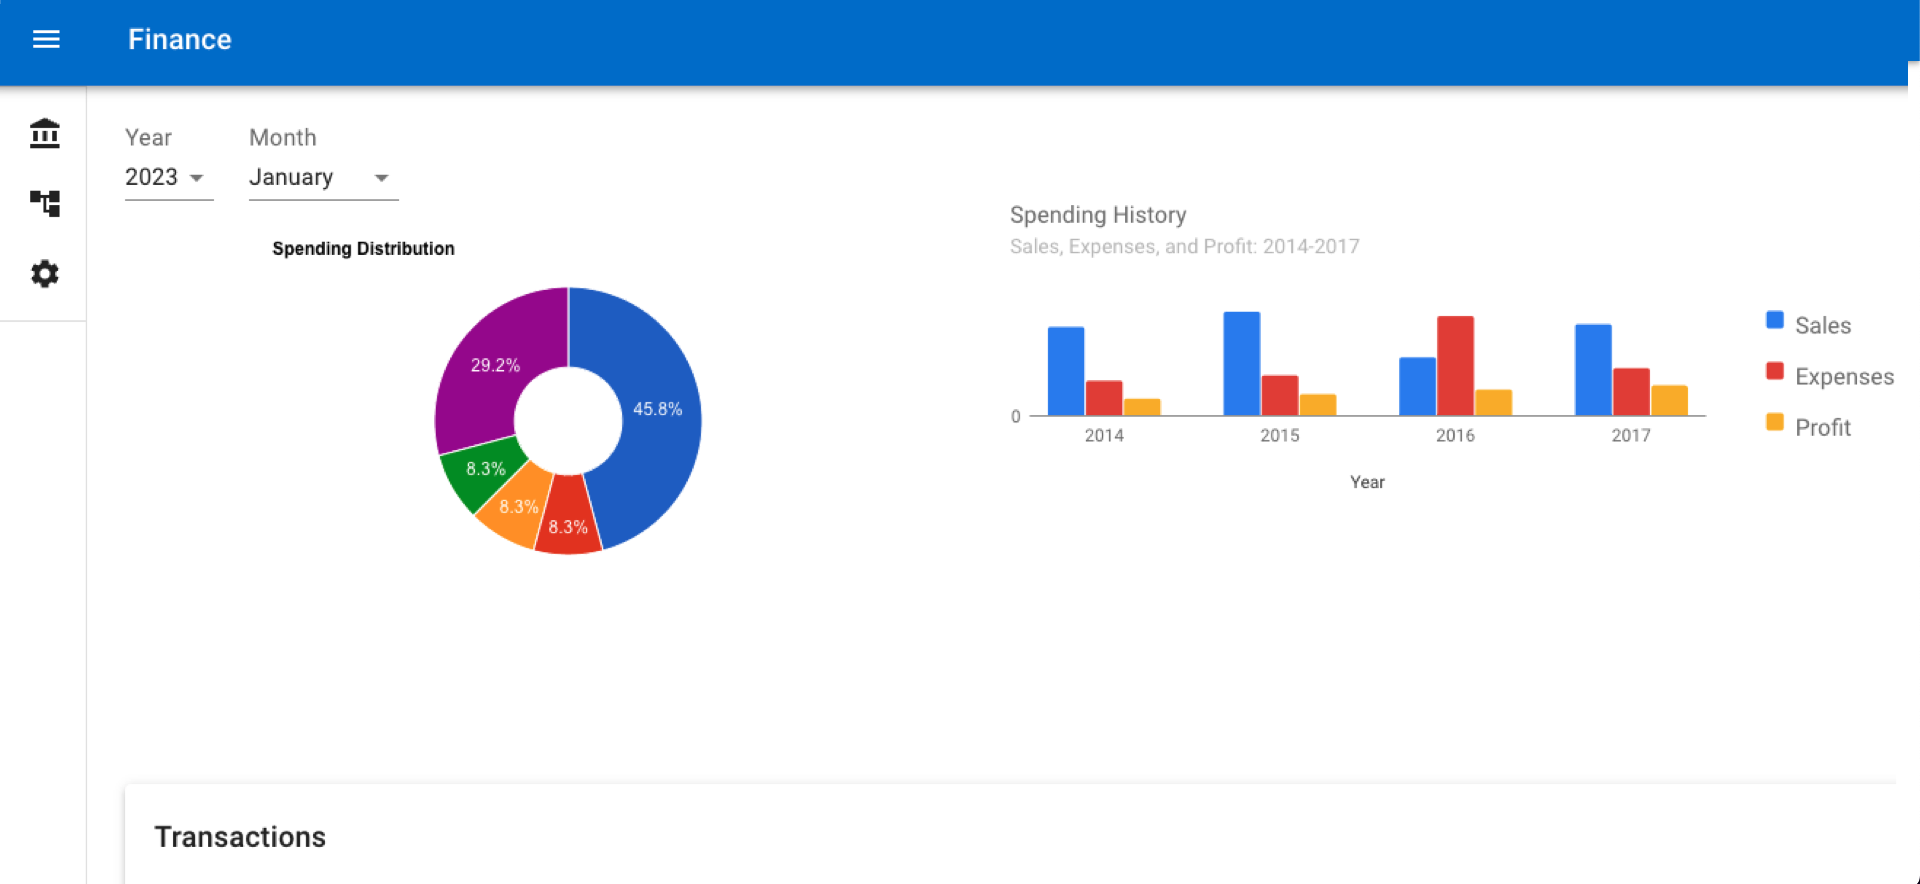 Finance
Year
Month
2023
January
Spending Distribution
29.2%
45.8%
8.3%
8.3%
8.3%
Spending History
Sales, Expenses, and Profit: 2014-2017
0
2014
2015
2016
2017
Year
Sales
Expenses
Profit
Transactions